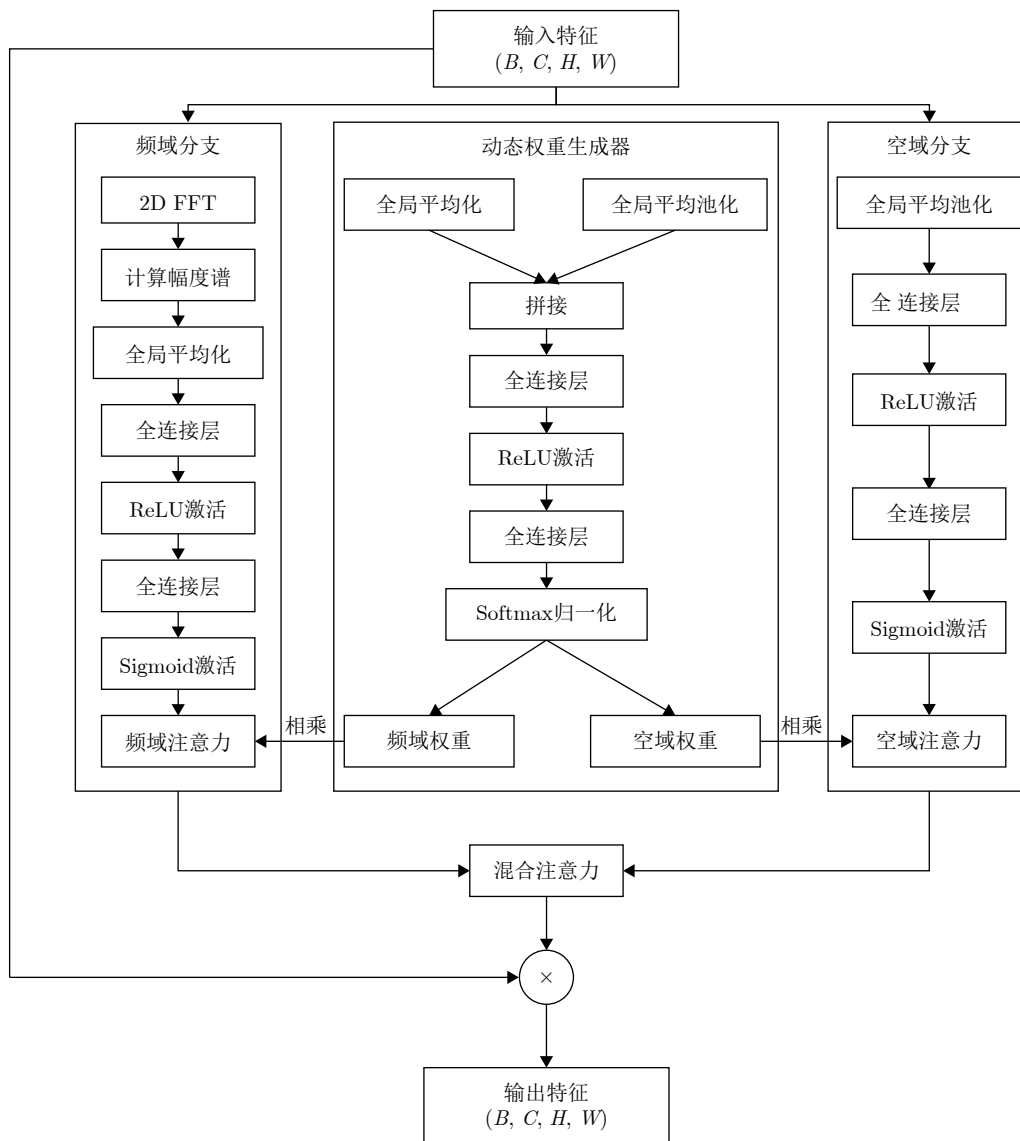 输入特征
(B, C, H, W)
频域分支
2D FFT
计算幅度谱
全局平均化
全连接层
ReLU激活
全连接层
Sigmoid激活
频域注意力
动态权重生成器
全局平均化
全局平均池化
拼接
全连接层
ReLU激活
全连接层
Softmax归一化
频域权重
空域权重
相乘
相乘
空域分支
全局平均池化
全 连接层
ReLU激活
全连接层
Sigmoid激活
空域注意力
混合注意力
×
输出特征
(B, C, H, W)